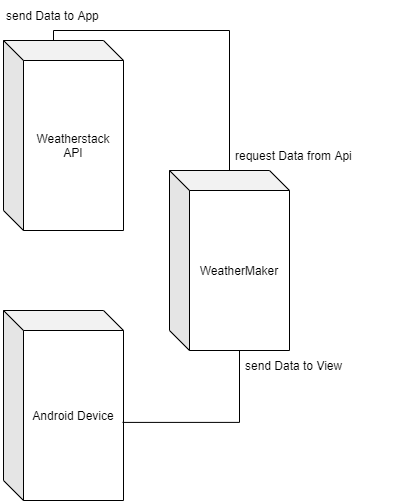 send Data to App
Weatherstack
API
request Data from Api
WeatherMaker
send Data to View
Android Device